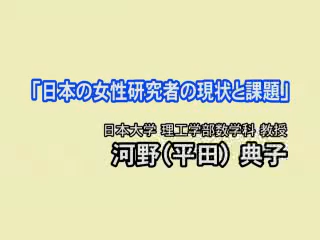 「日本の女性研究者の現状と課題」
日本大学 理工学部数学科 教授
河野(平田) 典子